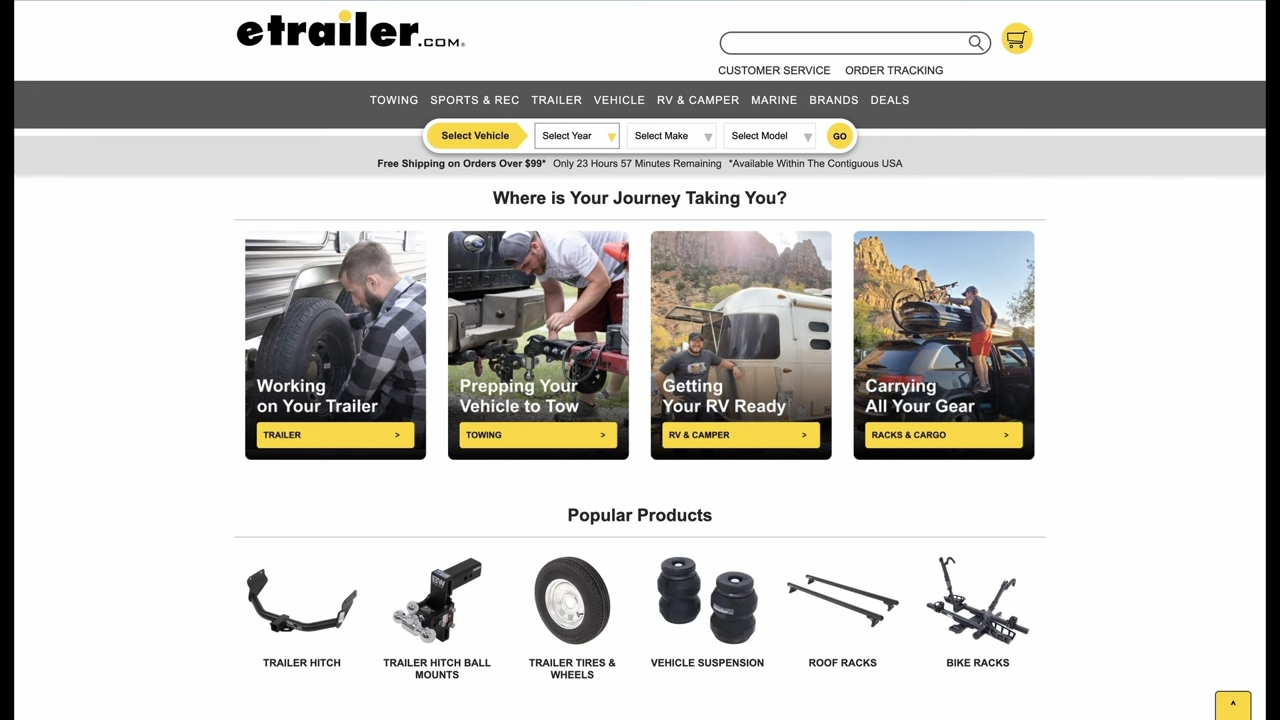 etrailer.com®
CUSTOMER SERVICE ORDER TRACKING
TOWING SPORTS & REC TRAILER VEHICLE RV & CAMPER MARINE BRANDS DEALS
Select Vehicle Select Year Select Make Select Model GO
Free Shipping on Orders Over $99* Only 23 Hours 57 Minutes Remaining *Available Within The Contiguous USA
Where is Your Journey Taking You?
Working
on Your Trailer
TRAILER >
Prepping Your
Vehicle to Tow
TOWING >
Getting
Your RV Ready
RV & CAMPER >
Carrying
All Your Gear
RACKS & CARGO >
Popular Products
TRAILER HITCH
TRAILER HITCH BALL
MOUNTS
TRAILER TIRES &
WHEELS
VEHICLE SUSPENSION
ROOF RACKS
BIKE RACKS